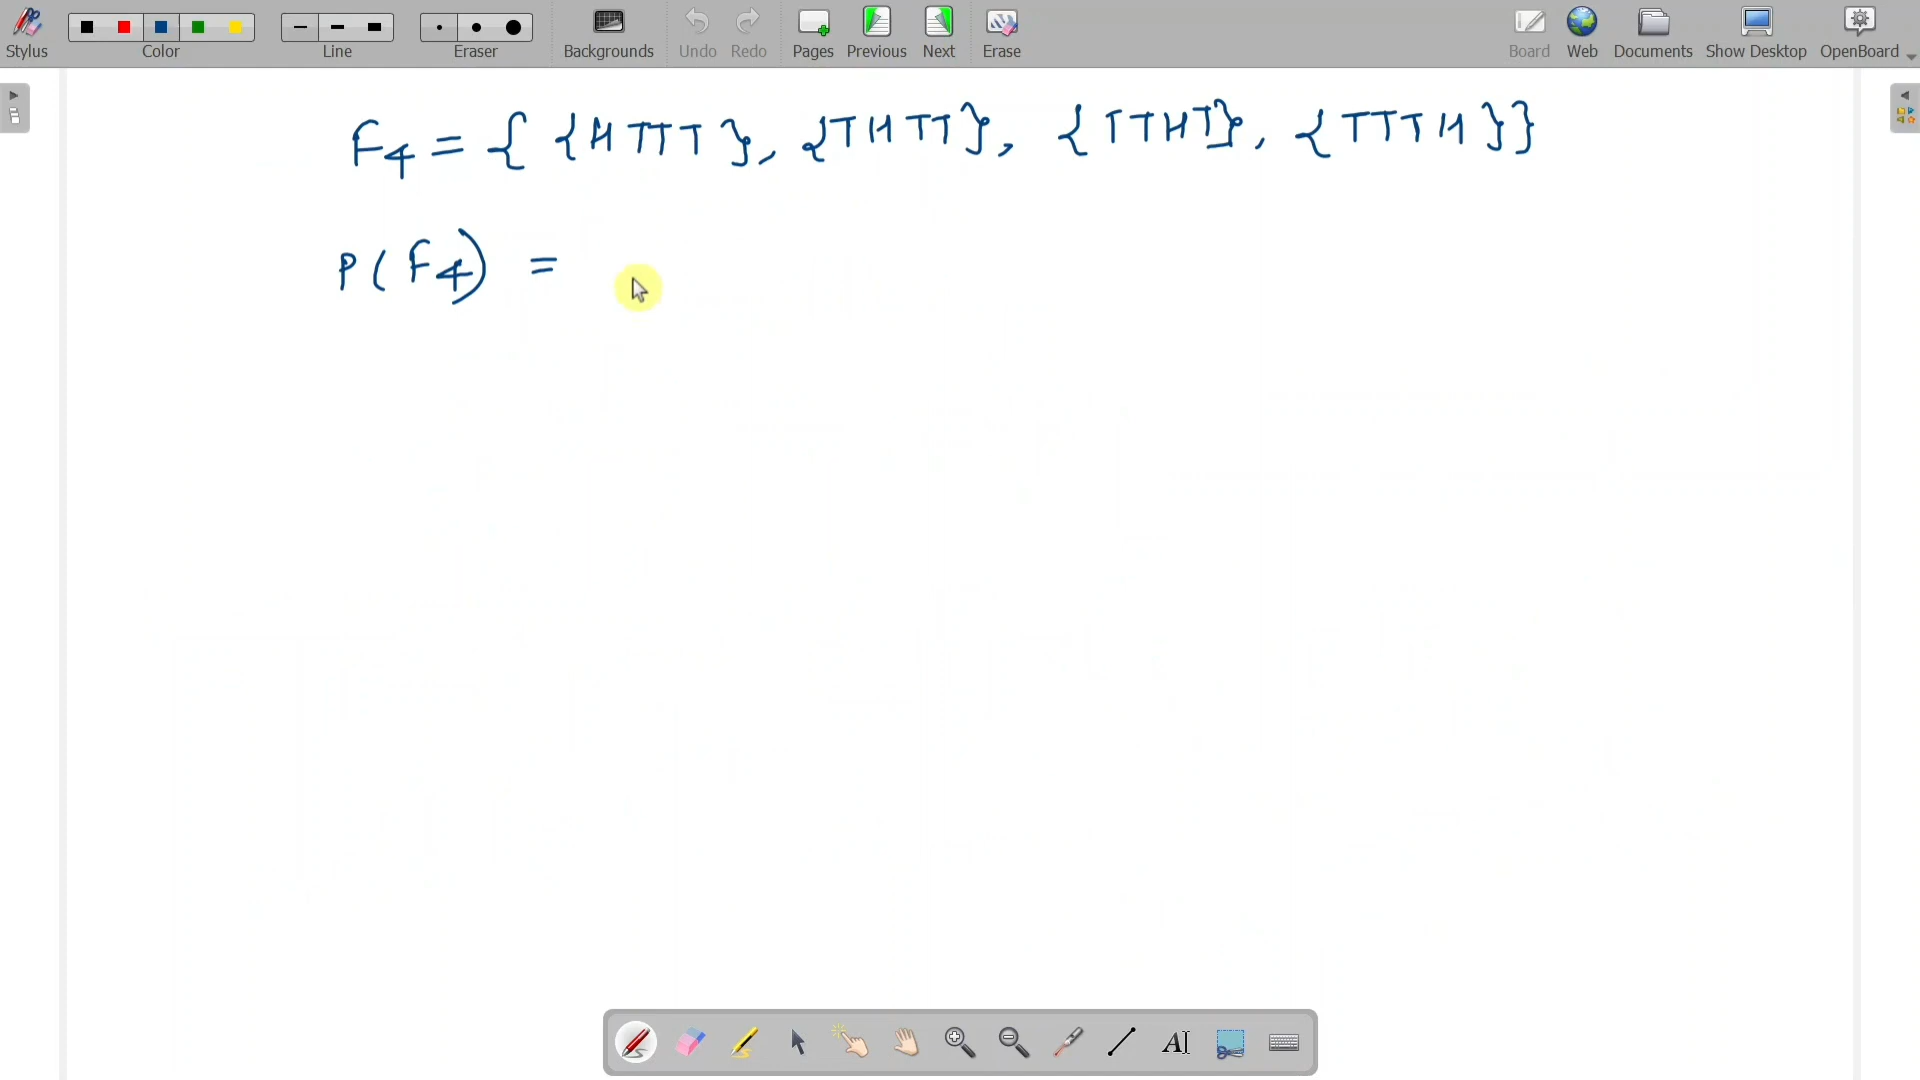 Stylus Color Line Eraser Backgrounds Undo Redo Pages Previous Next Erase Board Web Documents Show Desktop OpenBoard
F4 = { {HTTT}, {THTT}, {TTHT}, {TTTH}}
P(F4) =